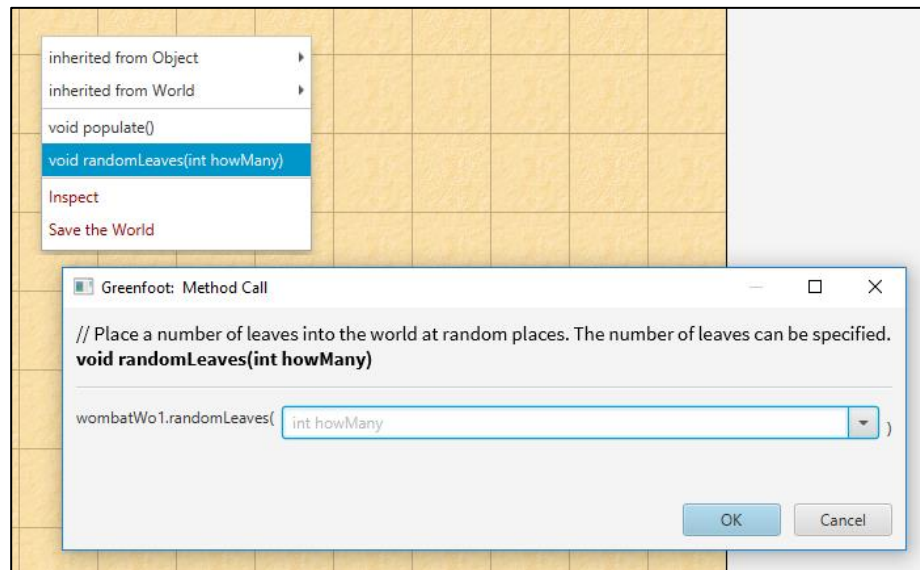 inherited from Object
inherited from World
void populate()
void randomLeaves(int howMany)
Inspect
Save the World
Greenfoot: Method Call
// Place a number of leaves into the world at random places. The number of leaves can be specified.
void randomLeaves(int howMany)
wombatWo1.randomLeaves( int howMany )
OK Cancel